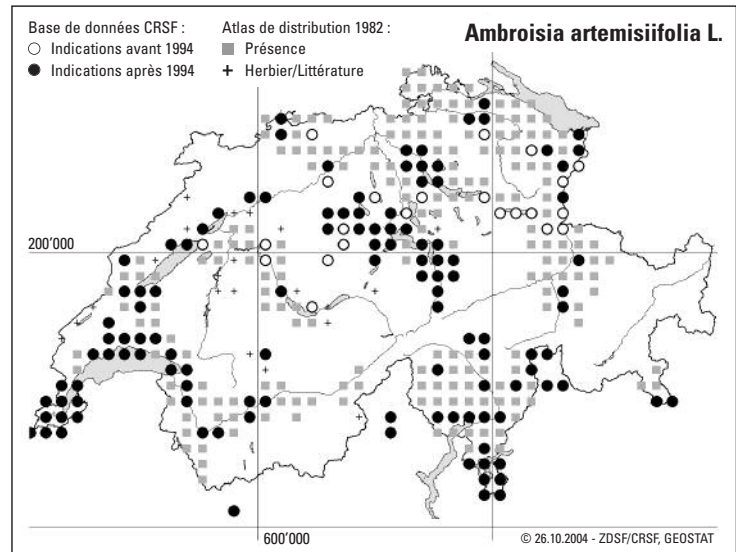 Ambroisia artemisiifolia L.
Base de données CRSF :
Indications avant 1994
Indications après 1994
Atlas de distribution 1982 :
Présence
Herbier/Littérature
200'000
600'000
© 26.10.2004 - ZDSF/CRSF, GEOSTAT